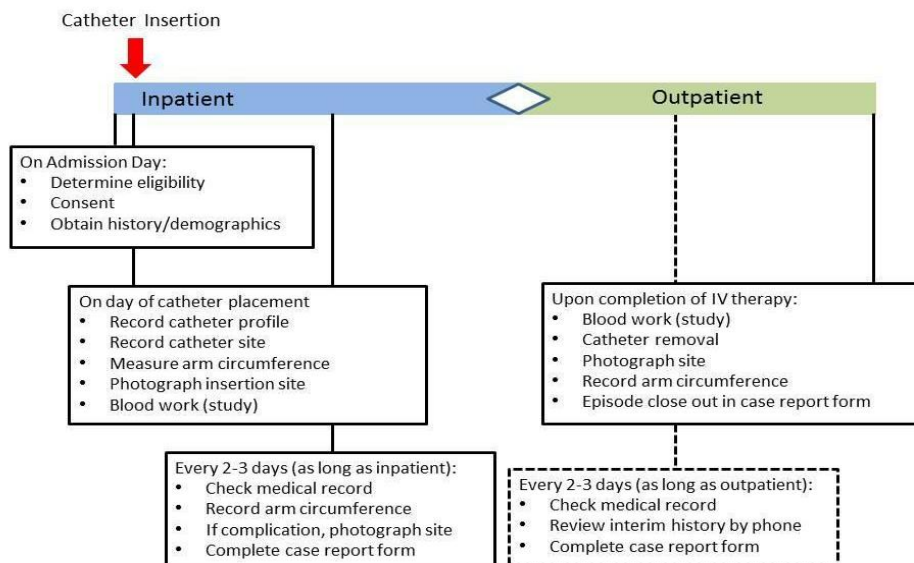 Catheter Insertion
Inpatient
Outpatient
On Admission Day:
• Determine eligibility
• Consent
• Obtain history/demographics
On day of catheter placement
• Record catheter profile
• Record catheter site
• Measure arm circumference
• Photograph insertion site
• Blood work (study)
Upon completion of IV therapy:
• Blood work (study)
• Catheter removal
• Photograph site
• Record arm circumference
• Episode close out in case report form
Every 2-3 days (as long as inpatient):
• Check medical record
• Record arm circumference
• If complication, photograph site
• Complete case report form
Every 2-3 days (as long as outpatient):
• Check medical record
• Review interim history by phone
• Complete case report form